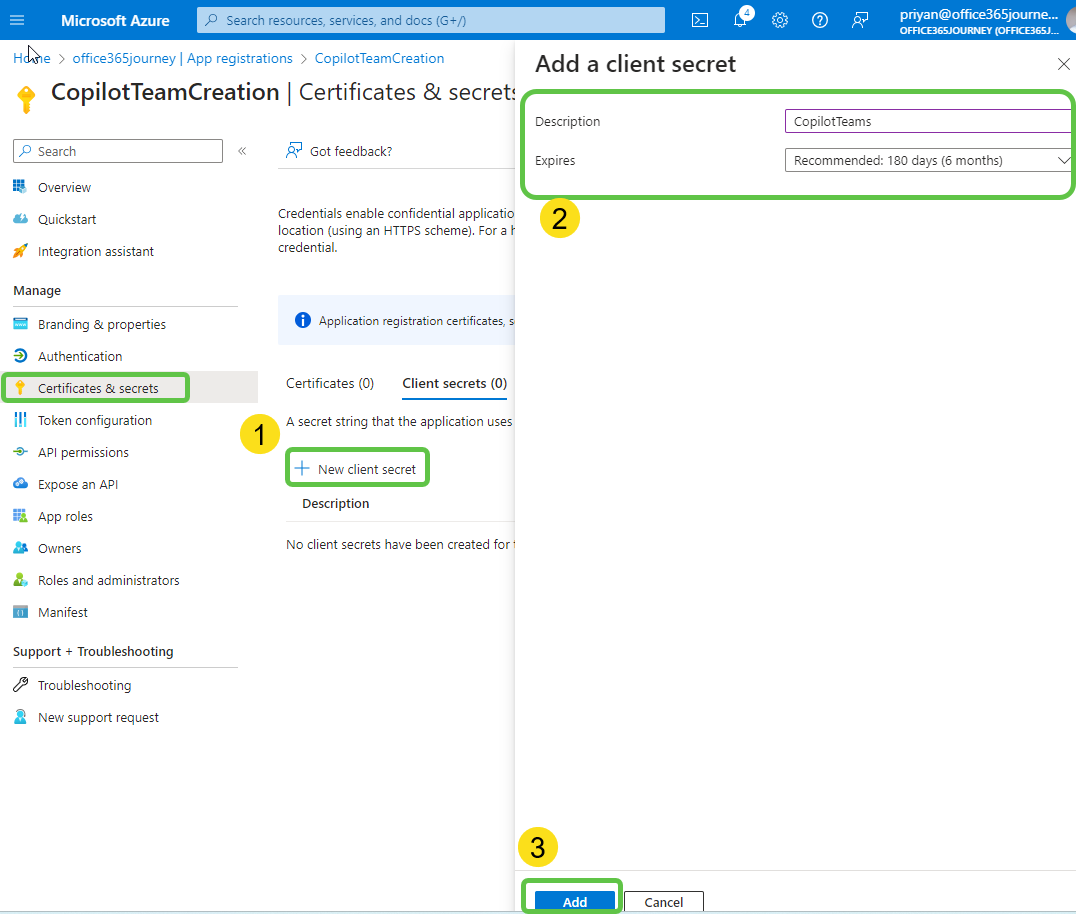 Microsoft Azure
Search resources, services, and docs (G+/)
4
priyan@office365journe...
OFFICE365JOURNEY (OFFICE365J...
Home > office365journey | App registrations > CopilotTeamCreation
CopilotTeamCreation | Certificates & secrets
Search
«
Got feedback?
Overview
Quickstart
Integration assistant
Manage
Branding & properties
Authentication
Certificates & secrets
Token configuration
API permissions
Expose an API
App roles
Owners
Roles and administrators
Manifest
Support + Troubleshooting
Troubleshooting
New support request
Credentials enable confidential applicatio
location (using an HTTPS scheme). For a h
credential.
Application registration certificates, s
Certificates (0)
Client secrets (0)
A secret string that the application uses
1
New client secret
Description
No client secrets have been created for t
Add a client secret
Description
CopilotTeams
Expires
Recommended: 180 days (6 months)
2
3
Add
Cancel